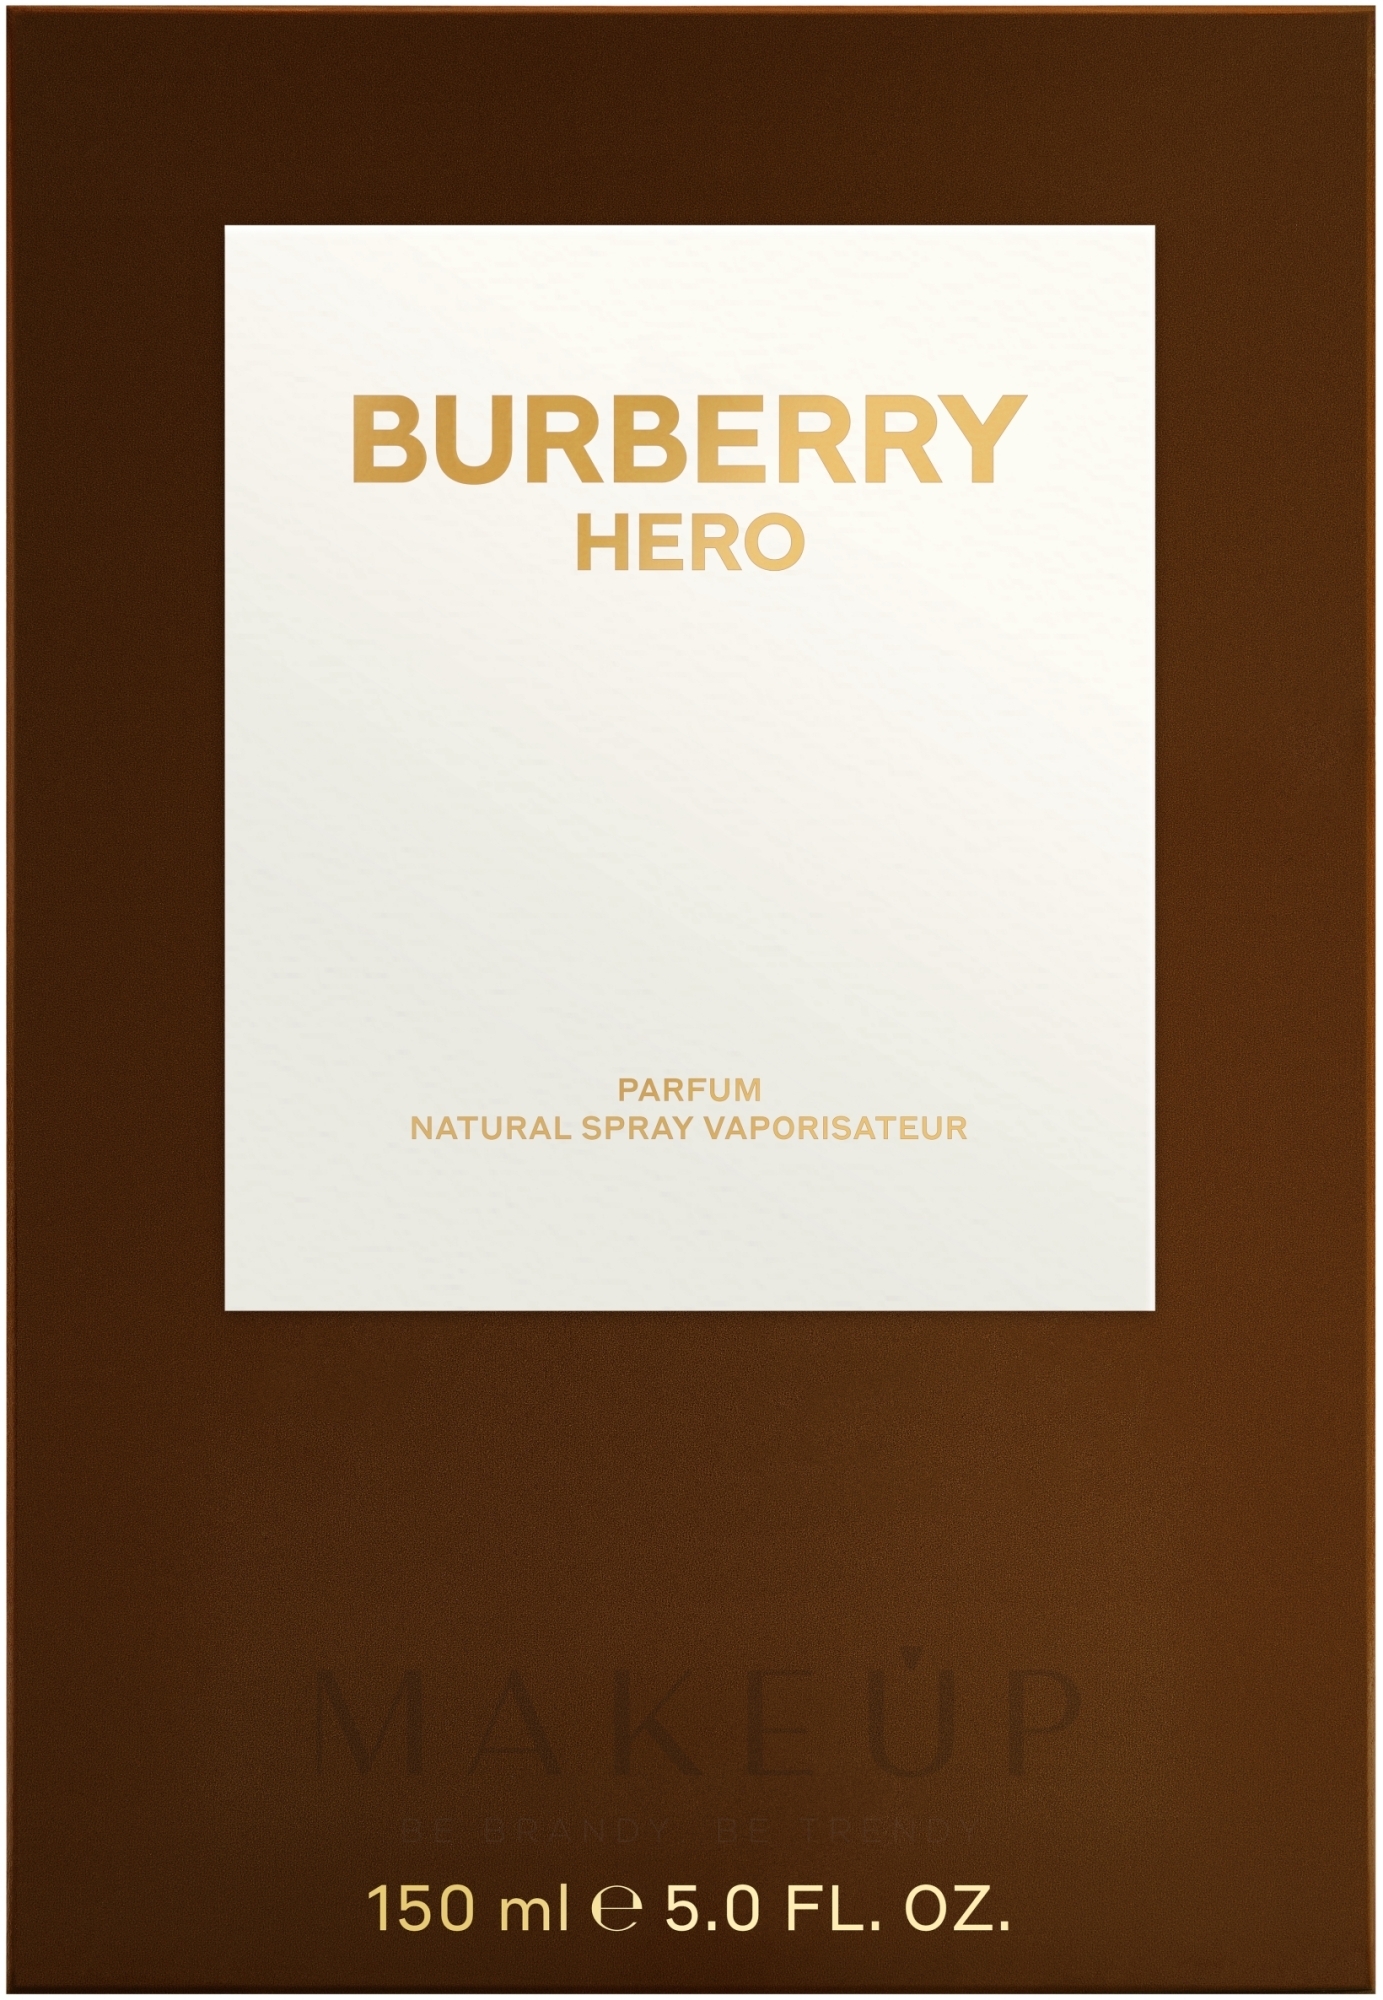 BURBERRY
HERO
PARFUM
NATURAL SPRAY VAPORISATEUR
MAKEUP
BE BRANDY. BE TRENDY
150 ml ℮ 5.0 FL. OZ.